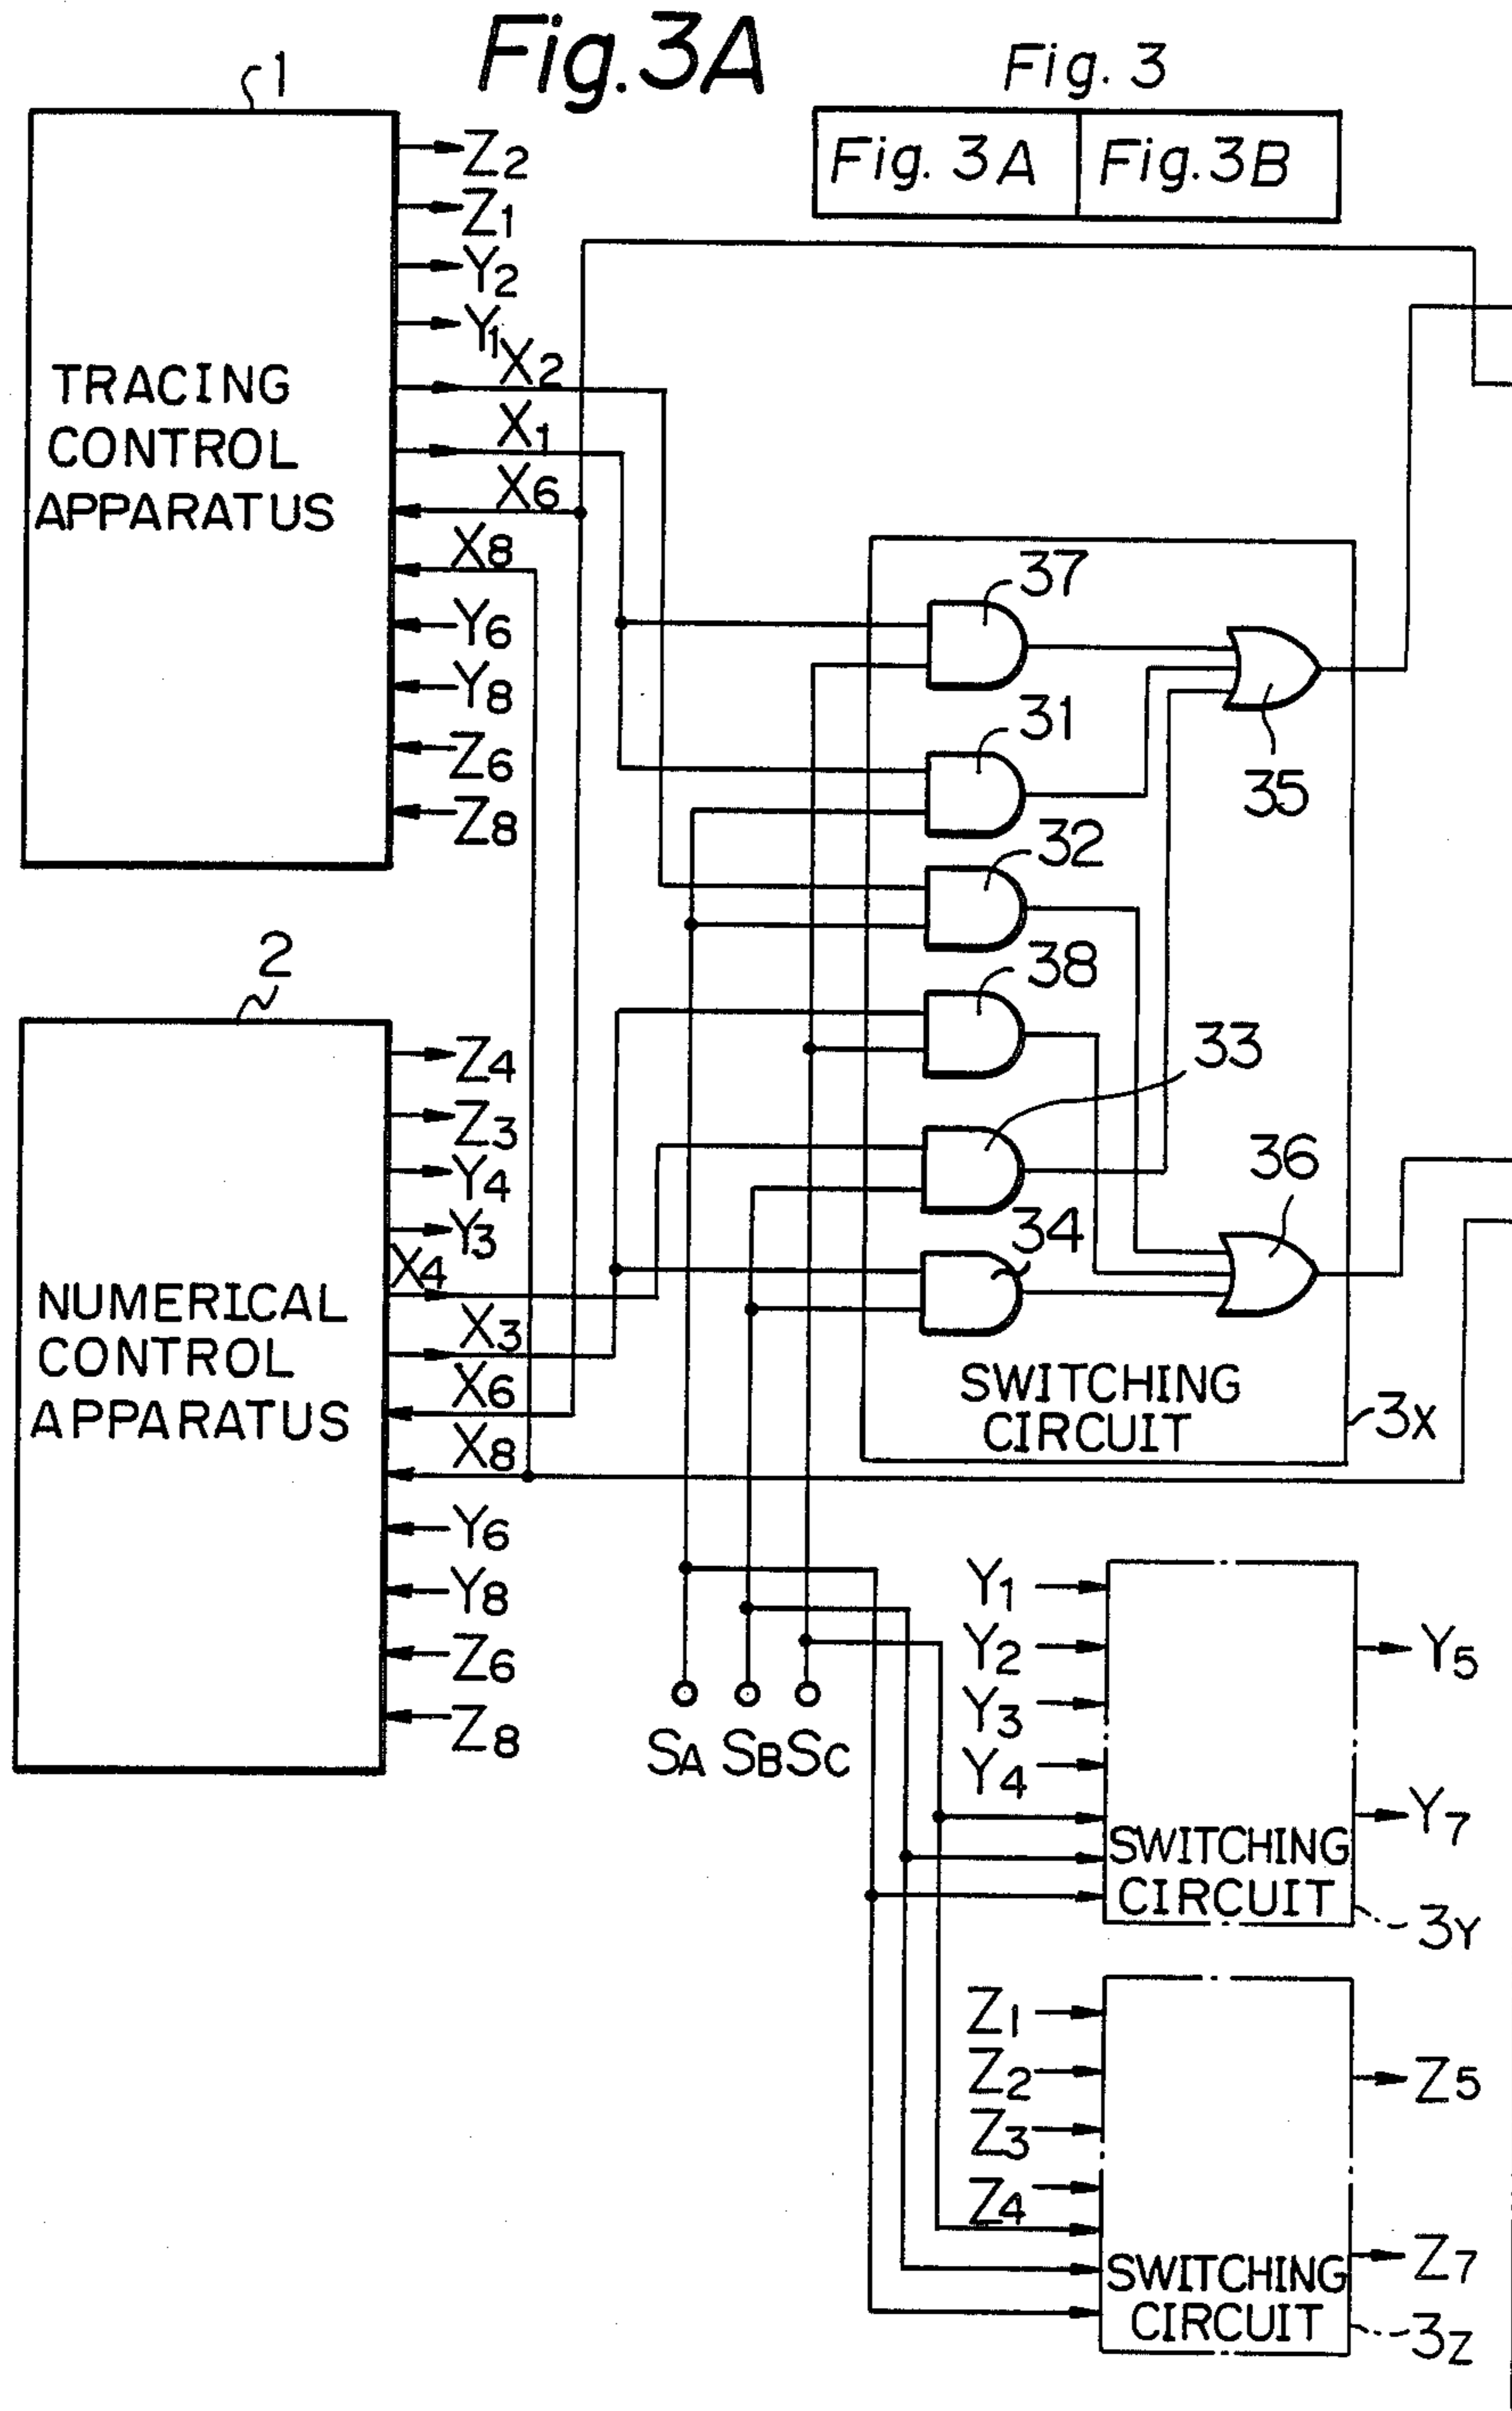 Fig. 3A
Fig. 3
Fig. 3A
Fig. 3B
1
Z2
Z1
Y2
Y1
X2
X1
X6
X8
Y6
Y8
Z6
Z8
TRACING
CONTROL
APPARATUS
37
31
32
38
33
34
35
36
SWITCHING
CIRCUIT
3X
2
Z4
Z3
Y4
Y3
X4
X3
X6
X8
Y6
Y8
Z6
Z8
NUMERICAL
CONTROL
APPARATUS
SA SB SC
Y1
Y2
Y3
Y4
Y5
Y7
SWITCHING
CIRCUIT
3Y
Z1
Z2
Z3
Z4
Z5
Z7
SWITCHING
CIRCUIT
3Z